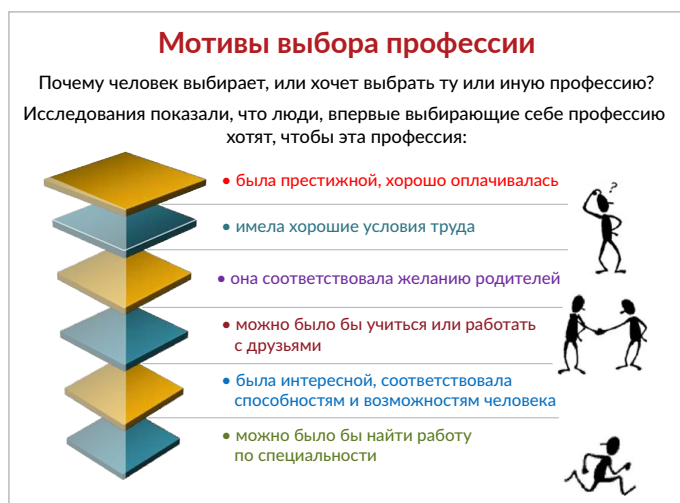 Мотивы выбора профессии
Почему человек выбирает, или хочет выбрать ту или иную профессию?
Исследования показали, что люди, впервые выбирающие себе профессию
хотят, чтобы эта профессия:
• была престижной, хорошо оплачивалась
• имела хорошие условия труда
• она соответствовала желанию родителей
• можно было бы учиться или работать
с друзьями
• была интересной, соответствовала
способностям и возможностям человека
• можно было бы найти работу
по специальности
?